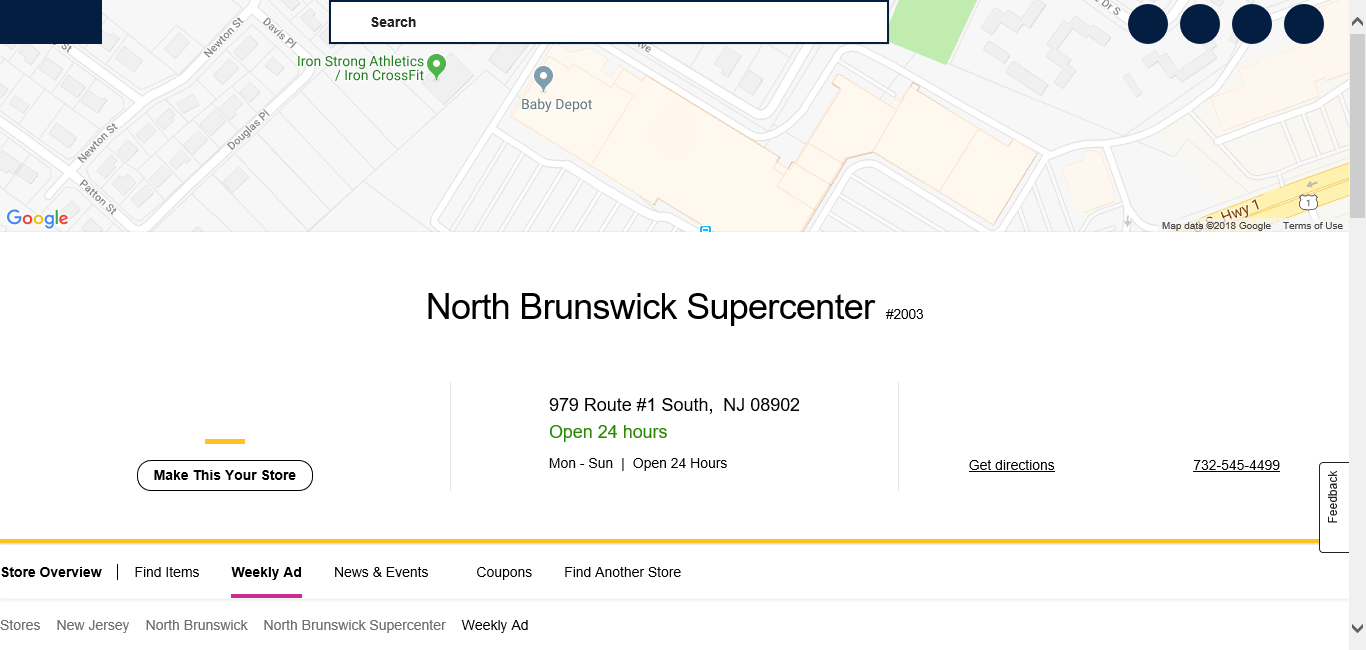 Search
Dr S
Newton St
Davis Pl
St
ve
Iron Strong Athletics
/ Iron CrossFit
Baby Depot
Newton St
Douglas Pl
Patton St
Google
Hwy 1
1
Map data ©2018 Google Terms of Use
North Brunswick Supercenter #2003
979 Route #1 South, NJ 08902
Open 24 hours
Mon - Sun | Open 24 Hours
Make This Your Store
Get directions
732-545-4499
Feedback
Store Overview | Find Items Weekly Ad News & Events Coupons Find Another Store
Stores New Jersey North Brunswick North Brunswick Supercenter Weekly Ad